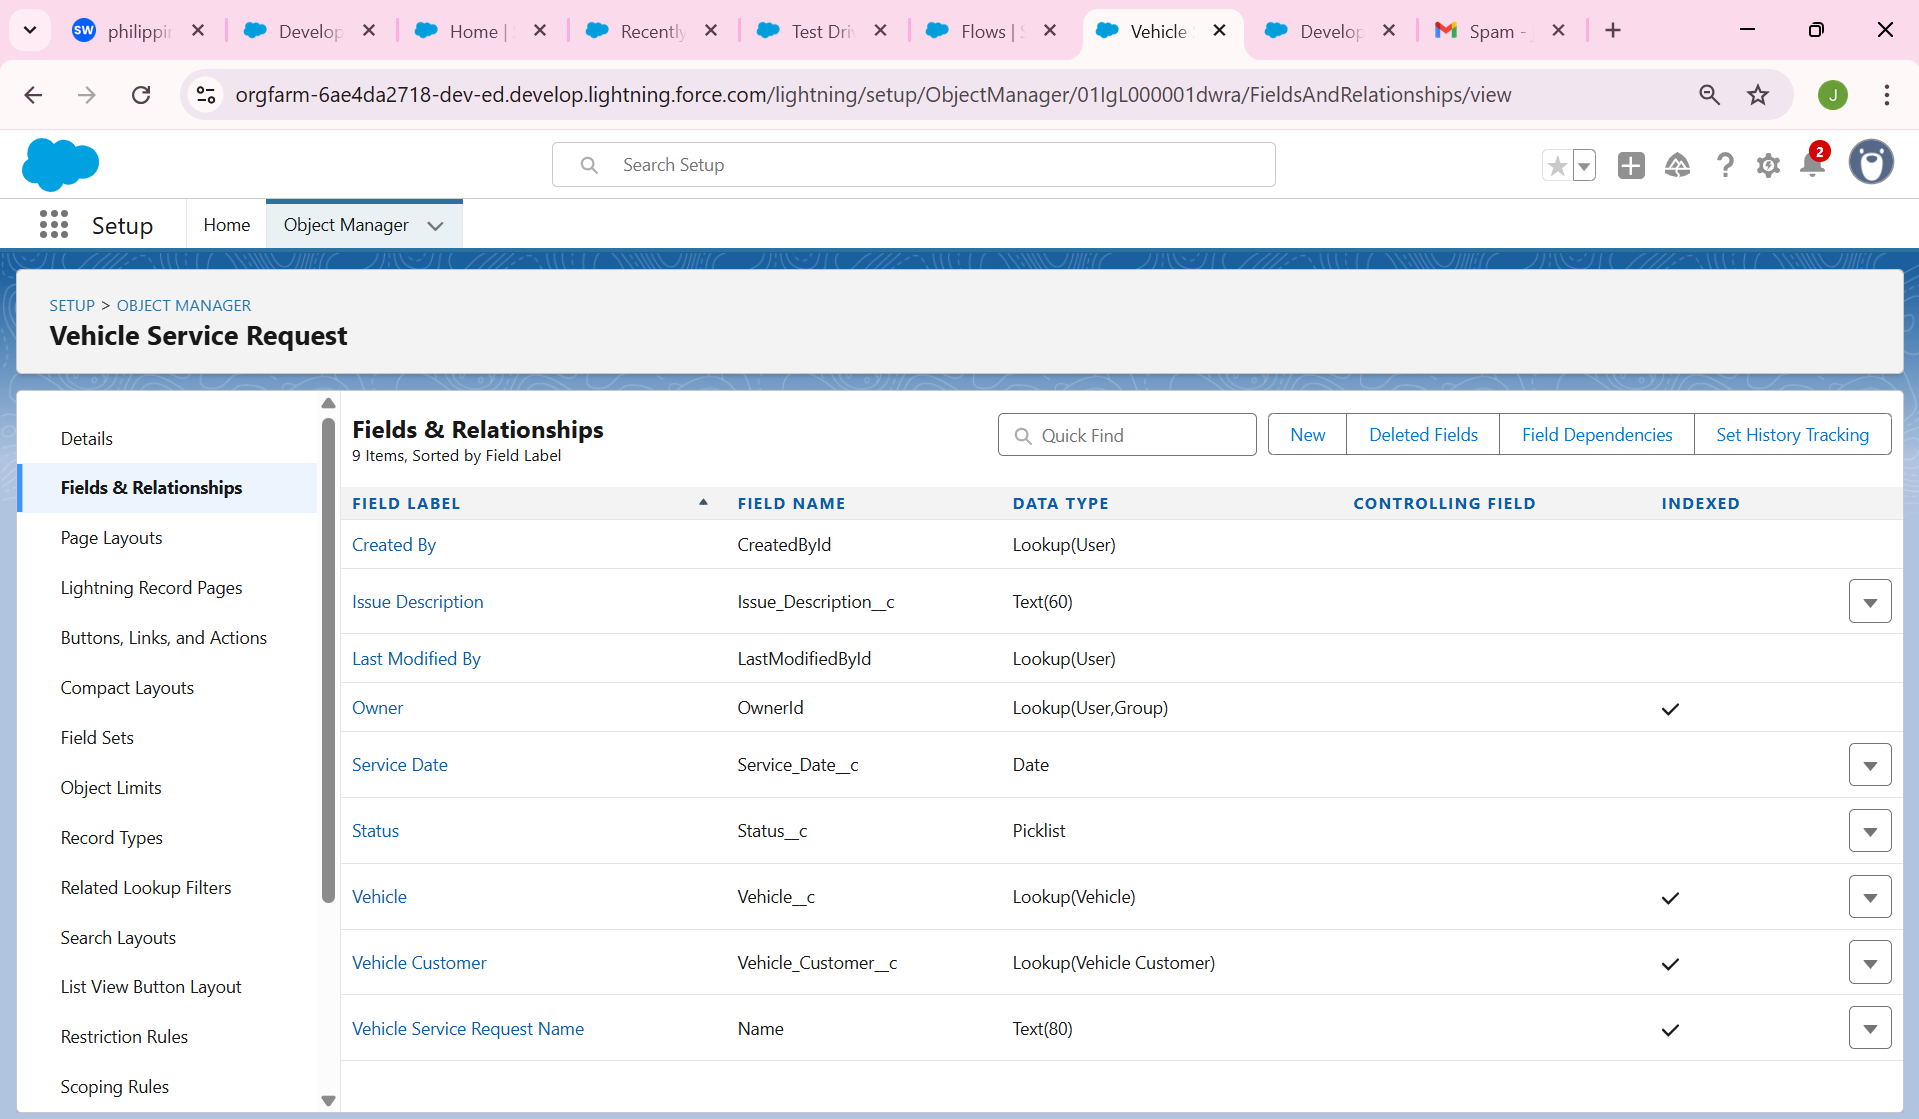 SW philippin
Develop
Home |
Recently
Test Dri
Flows |
Vehicle
Develop
Spam -
orgfarm-6ae4da2718-dev-ed.develop.lightning.force.com/lightning/setup/ObjectManager/01IgL000001dwra/FieldsAndRelationships/view
J
Search Setup
2
Setup
Home
Object Manager
SETUP > OBJECT MANAGER
Vehicle Service Request
Details
Fields & Relationships
Page Layouts
Lightning Record Pages
Buttons, Links, and Actions
Compact Layouts
Field Sets
Object Limits
Record Types
Related Lookup Filters
Search Layouts
List View Button Layout
Restriction Rules
Scoping Rules
Fields & Relationships
9 Items, Sorted by Field Label
Quick Find
New
Deleted Fields
Field Dependencies
Set History Tracking
FIELD LABEL FIELD NAME DATA TYPE CONTROLLING FIELD INDEXED
Created By CreatedById Lookup(User)
Issue Description Issue_Description__c Text(60)
Last Modified By LastModifiedById Lookup(User)
Owner OwnerId Lookup(User,Group)
Service Date Service_Date__c Date
Status Status__c Picklist
Vehicle Vehicle__c Lookup(Vehicle)
Vehicle Customer Vehicle_Customer__c Lookup(Vehicle Customer)
Vehicle Service Request Name Name Text(80)